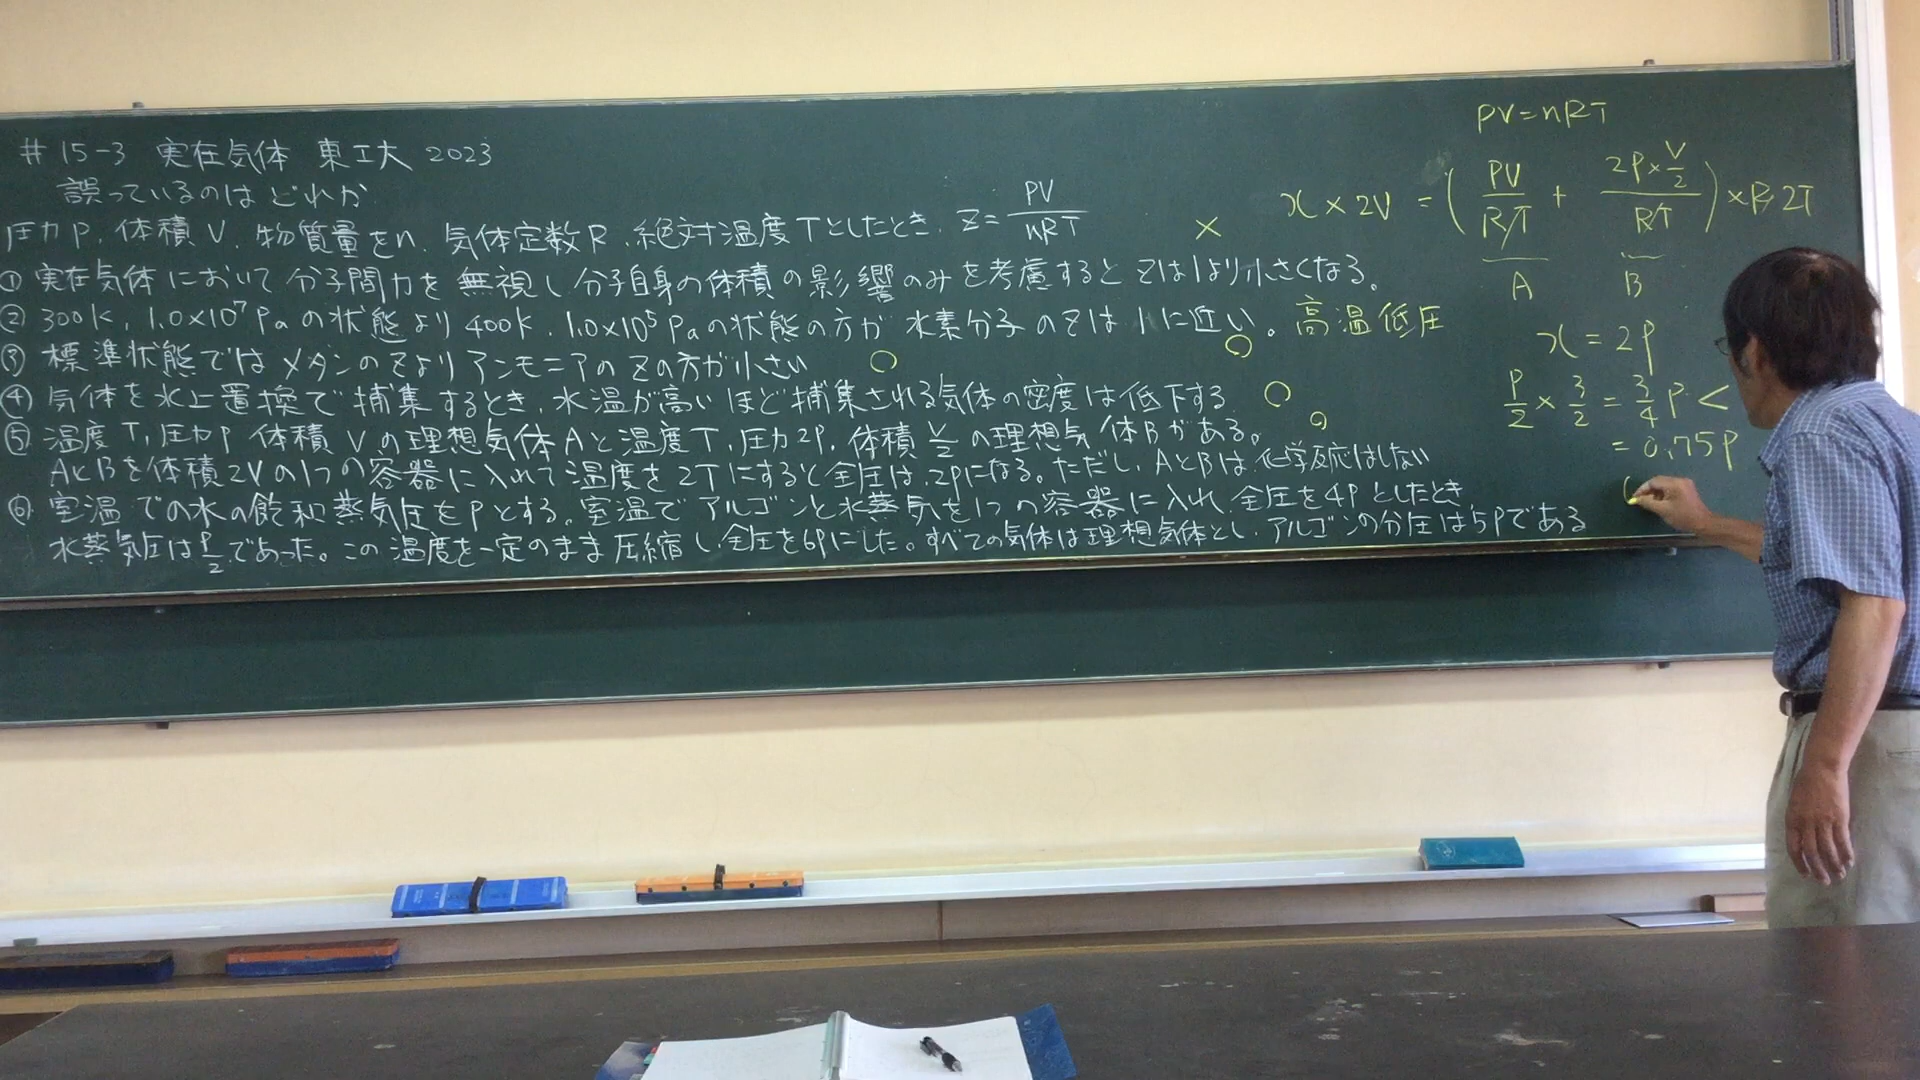 #15-3 実在気体 東工大 2023
誤っているのはどれか
圧力P、体積V、物質量をn、気体定数R、絶対温度Tとしたとき、Z = PV/nRT
①実在気体において分子間力を無視し分子自身の体積の影響のみを考慮するとZは1より小さくなる。 ×
②300K、1.0×10⁷Paの状態より400K、1.0×10⁵Paの状態の方が水素分子のZは1に近い。高温低圧 ○
③標準状態ではメタンのZよりアンモニアのZの方が小さい ○
④気体を水上置換で捕集するとき、水温が高いほど捕集される気体の密度は低下する ○
⑤温度T、圧力P 体積Vの理想気体Aと温度T、圧力2P、体積V/2の理想気体Bがある。 ○
AとBを体積2Vの1つの容器に入れて温度を2Tにすると全圧は2Pになる。ただし、AとBは化学反応はしない
⑥室温での水の飽和蒸気圧をPとする。室温でアルゴンと水蒸気を1つの容器に入れ全圧を4Pとしたとき
水蒸気圧はP/2であった。この温度を一定のまま圧縮し全圧を6Pにした。すべての気体は理想気体とし、アルゴンの分圧は5Pである
PV=nRT
x×2V = (PV/RT + 2P×V/2/RT)×R・2T
A B
x=2P
P/2 × 3/2 = 3/4 P <
= 0.75P